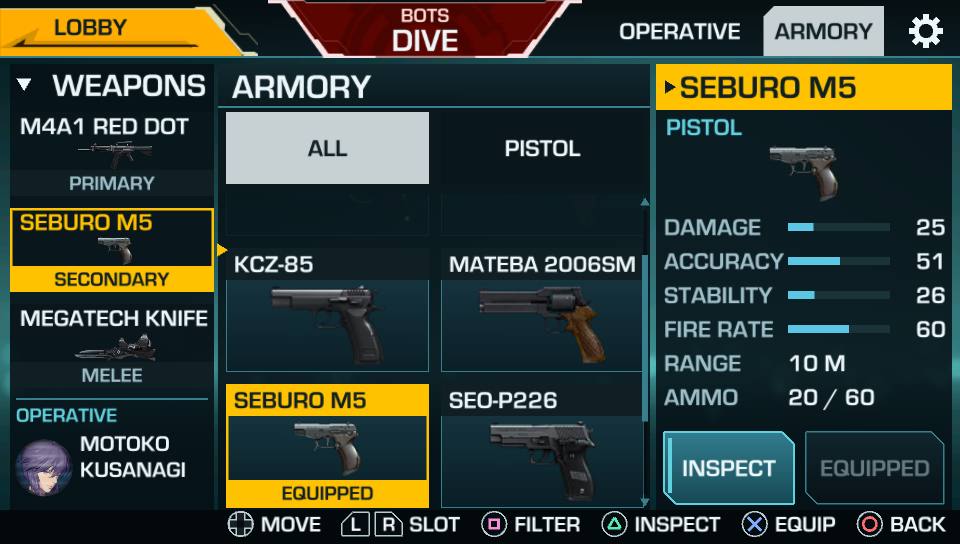 LOBBY
BOTS
DIVE
OPERATIVE
ARMORY
WEAPONS
M4A1 RED DOT
PRIMARY
SEBURO M5
SECONDARY
MEGATECH KNIFE
MELEE
OPERATIVE
MOTOKO
KUSANAGI
ARMORY
ALL
PISTOL
KCZ-85
MATEBA 2006SM
SEBURO M5
EQUIPPED
SEO-P226
SEBURO M5
PISTOL
DAMAGE 25
ACCURACY 51
STABILITY 26
FIRE RATE 60
RANGE 10 M
AMMO 20 / 60
INSPECT
EQUIPPED
MOVE L R SLOT FILTER INSPECT EQUIP BACK